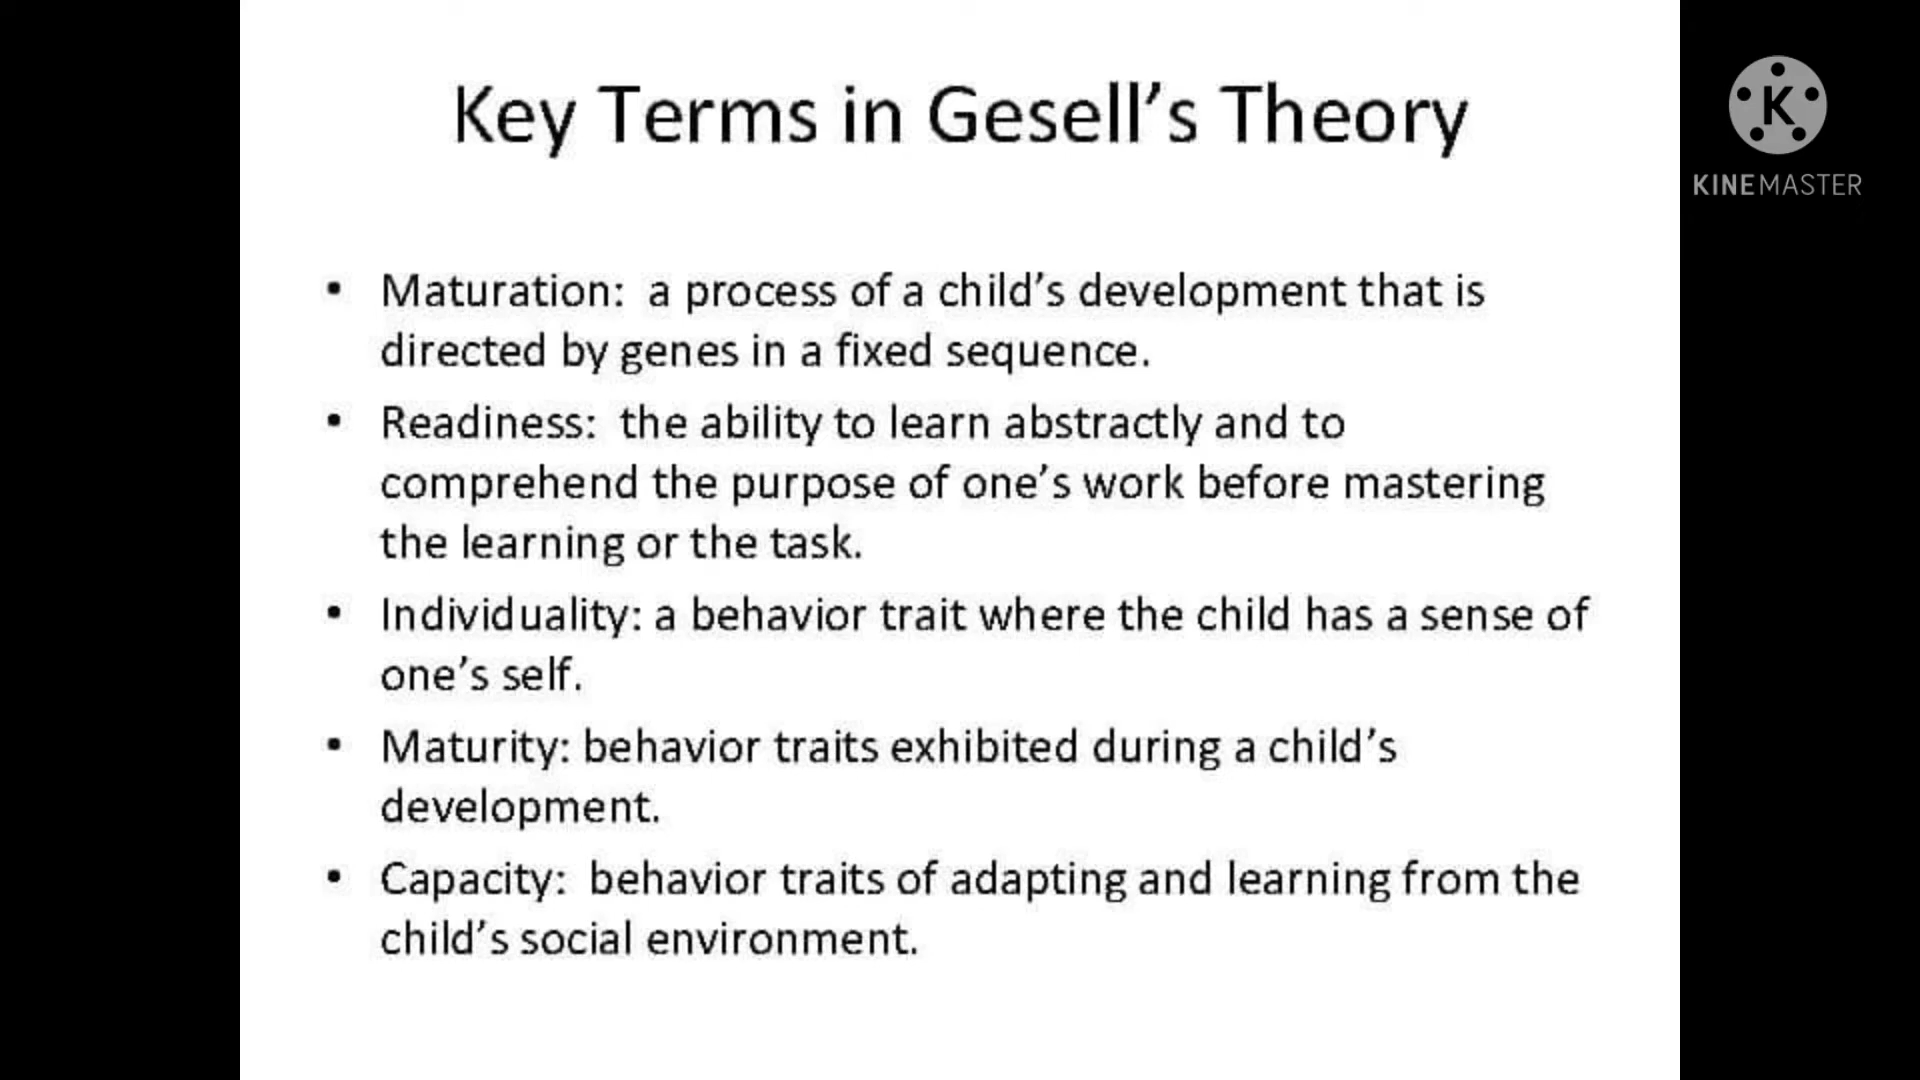 Key Terms in Gesell's Theory
K
KINEMASTER
• Maturation:  a process of a child's development that is
directed by genes in a fixed sequence.
• Readiness:  the ability to learn abstractly and to
comprehend the purpose of one's work before mastering
the learning or the task.
• Individuality: a behavior trait where the child has a sense of
one's self.
• Maturity: behavior traits exhibited during a child's
development.
• Capacity:  behavior traits of adapting and learning from the
child's social environment.